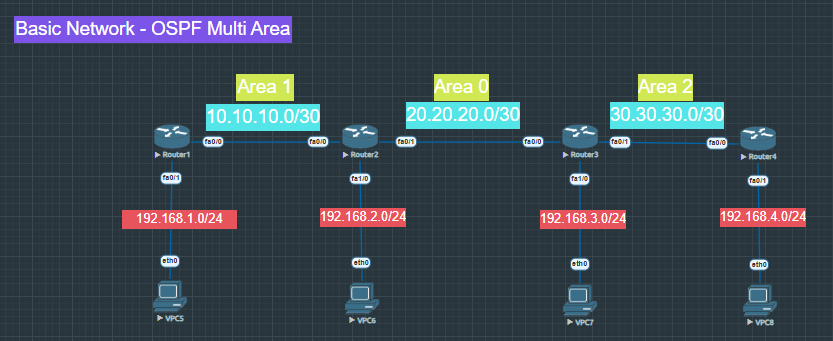 Basic Network - OSPF Multi Area
Area 1
Area 0
Area 2
10.10.10.0/30
20.20.20.0/30
30.30.30.0/30
fa0/0
fa0/0
fa0/1
fa0/0
fa0/1
fa0/0
Router1
Router2
Router3
Router4
fa0/1
fa1/0
fa1/0
fa0/1
192.168.1.0/24
192.168.2.0/24
192.168.3.0/24
192.168.4.0/24
eth0
eth0
eth0
eth0
VPC5
VPC6
VPC7
VPC8